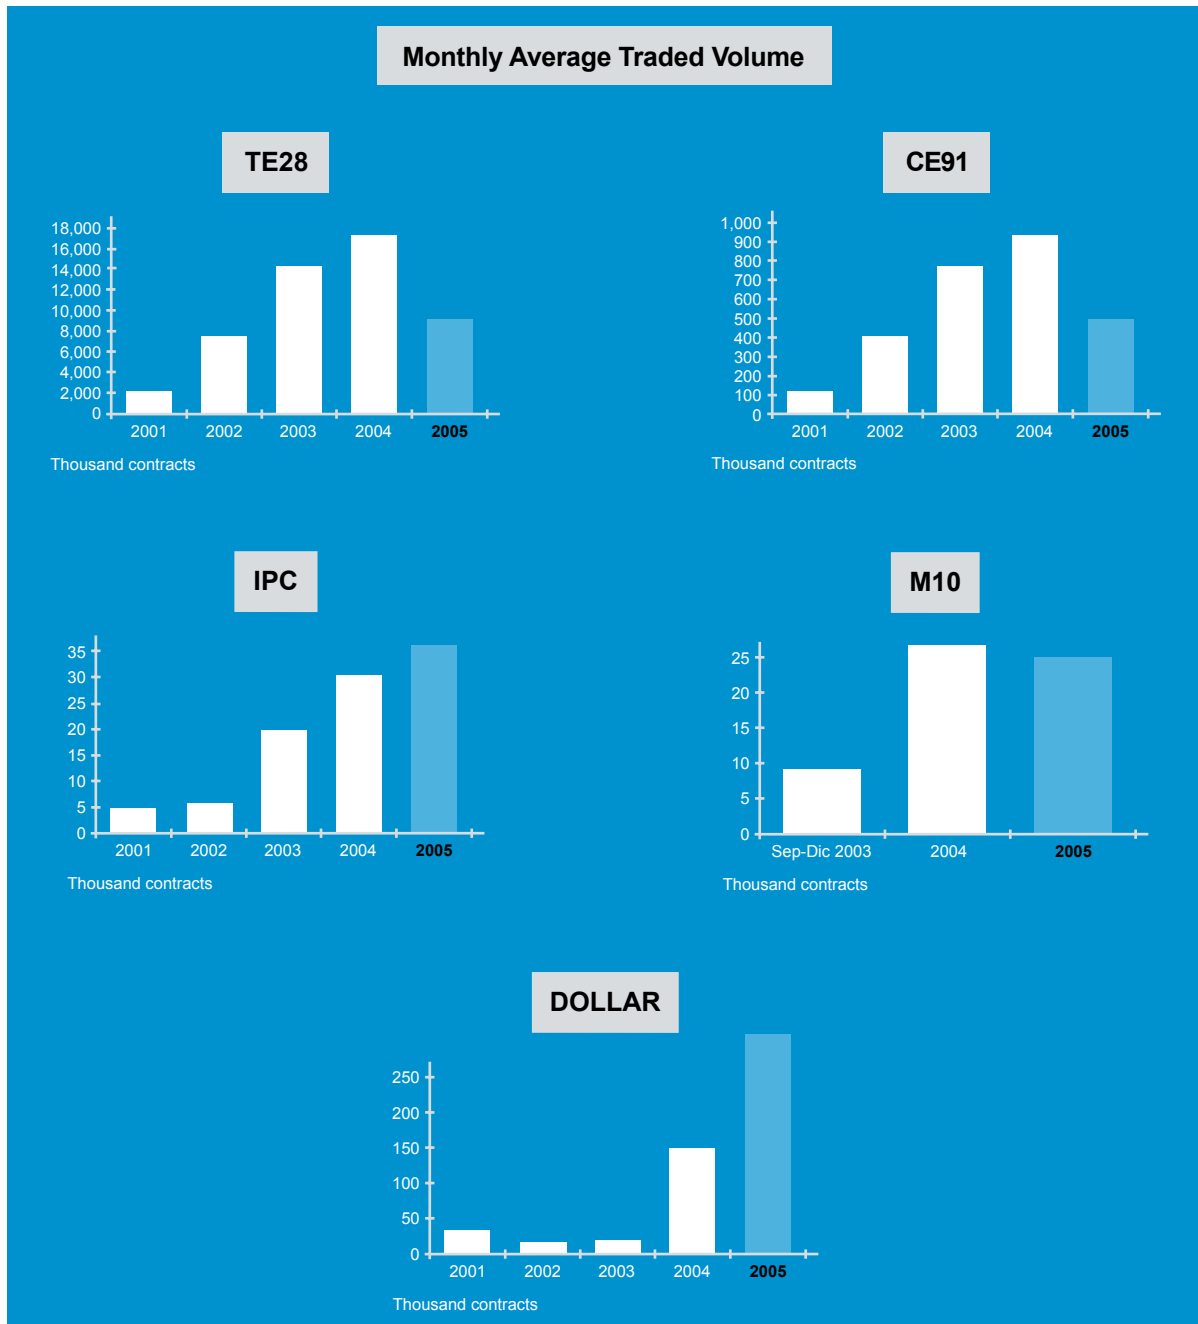 Monthly Average Traded Volume
TE28
18,000
16,000
14,000
12,000
10,000
8,000
6,000
4,000
2,000
0
2001 2002 2003 2004 2005
Thousand contracts
CE91
1,000
900
800
700
600
500
400
300
200
100
0
2001 2002 2003 2004 2005
Thousand contracts
IPC
35
30
25
20
15
10
5
0
2001 2002 2003 2004 2005
Thousand contracts
M10
25
20
15
10
5
0
Sep-Dic 2003 2004 2005
Thousand contracts
DOLLAR
250
200
150
100
50
0
2001 2002 2003 2004 2005
Thousand contracts